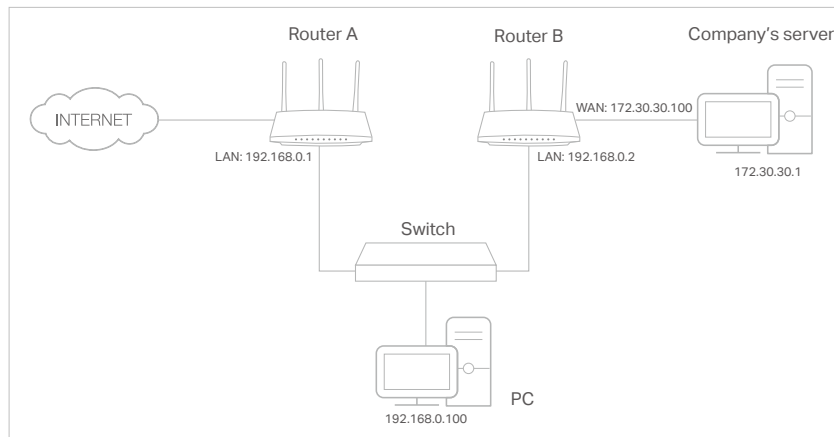 Router A
Router B
Company's server
INTERNET
WAN: 172.30.30.100
LAN: 192.168.0.1
LAN: 192.168.0.2
172.30.30.1
Switch
PC
192.168.0.100